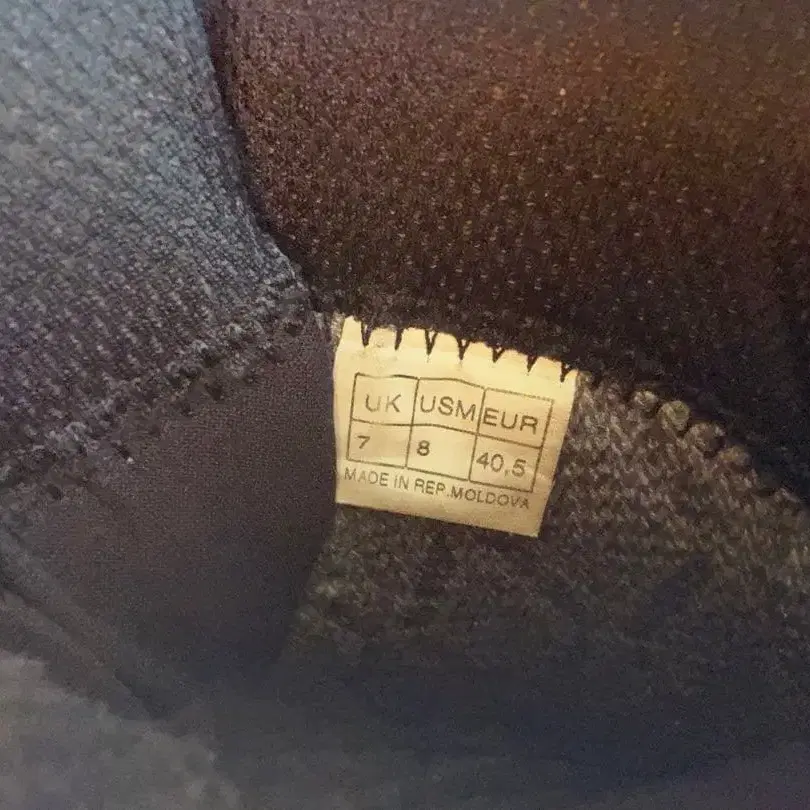 UK USM EUR
7 8 40,5
MADE IN REP.MOLDOVA